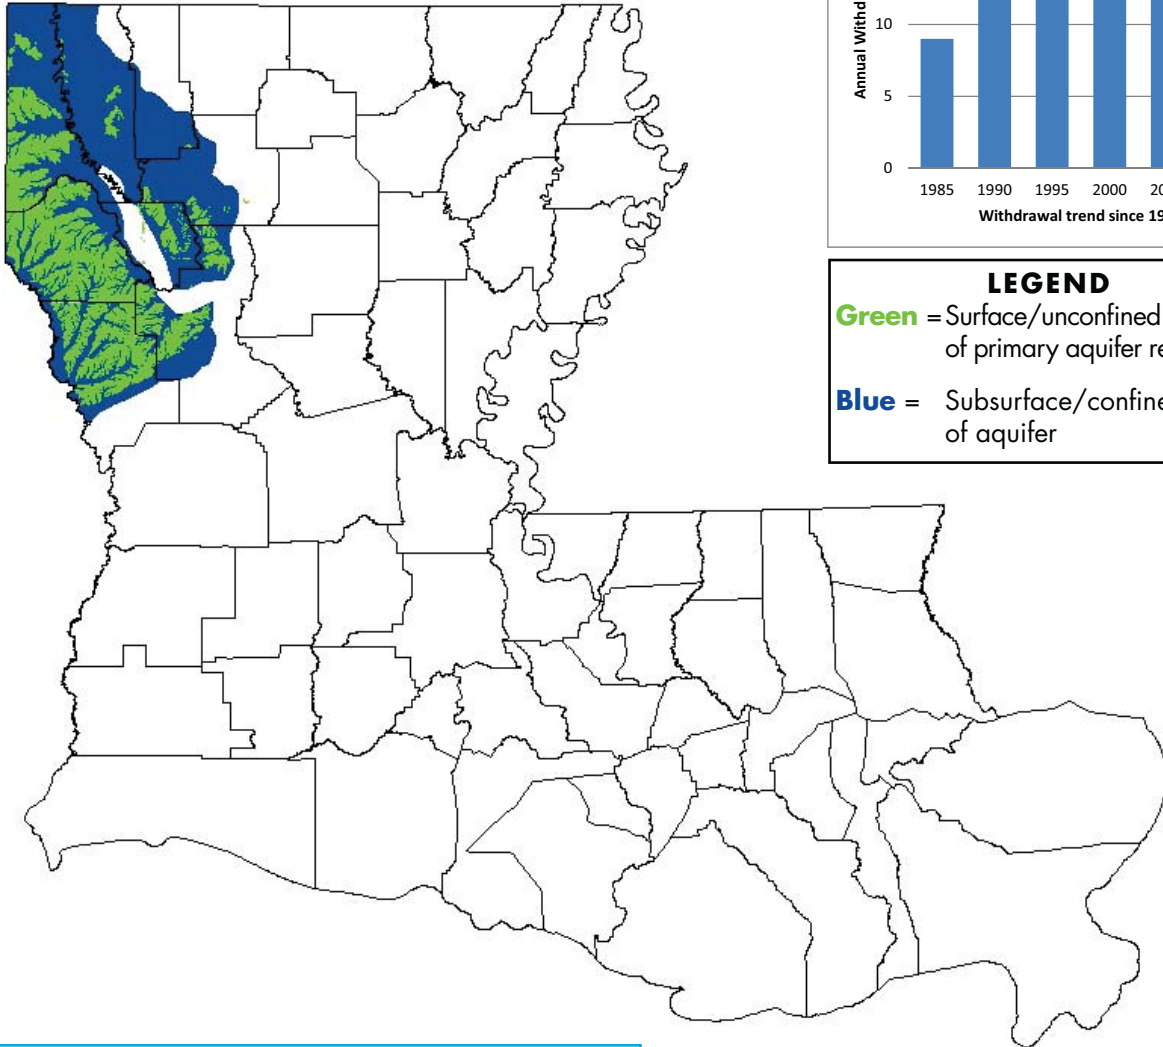 Annual
10
5
0
1985 1990 1995 2000
Withdrawal trend since
LEGEND
Green = Surface/unconfined
of primary aquifer
Blue = Subsurface/
of aquifer